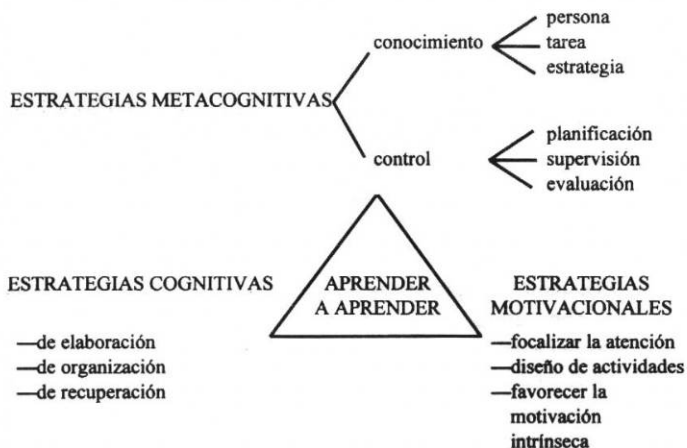 persona
conocimiento
tarea
estrategia
ESTRATEGIAS METACOGNITIVAS
planificación
control
supervisión
evaluación
ESTRATEGIAS COGNITIVAS
—de elaboración
—de organización
—de recuperación
APRENDER
A APRENDER
ESTRATEGIAS
MOTIVACIONALES
—focalizar la atención
—diseño de actividades
—favorecer la
motivación
intrínseca